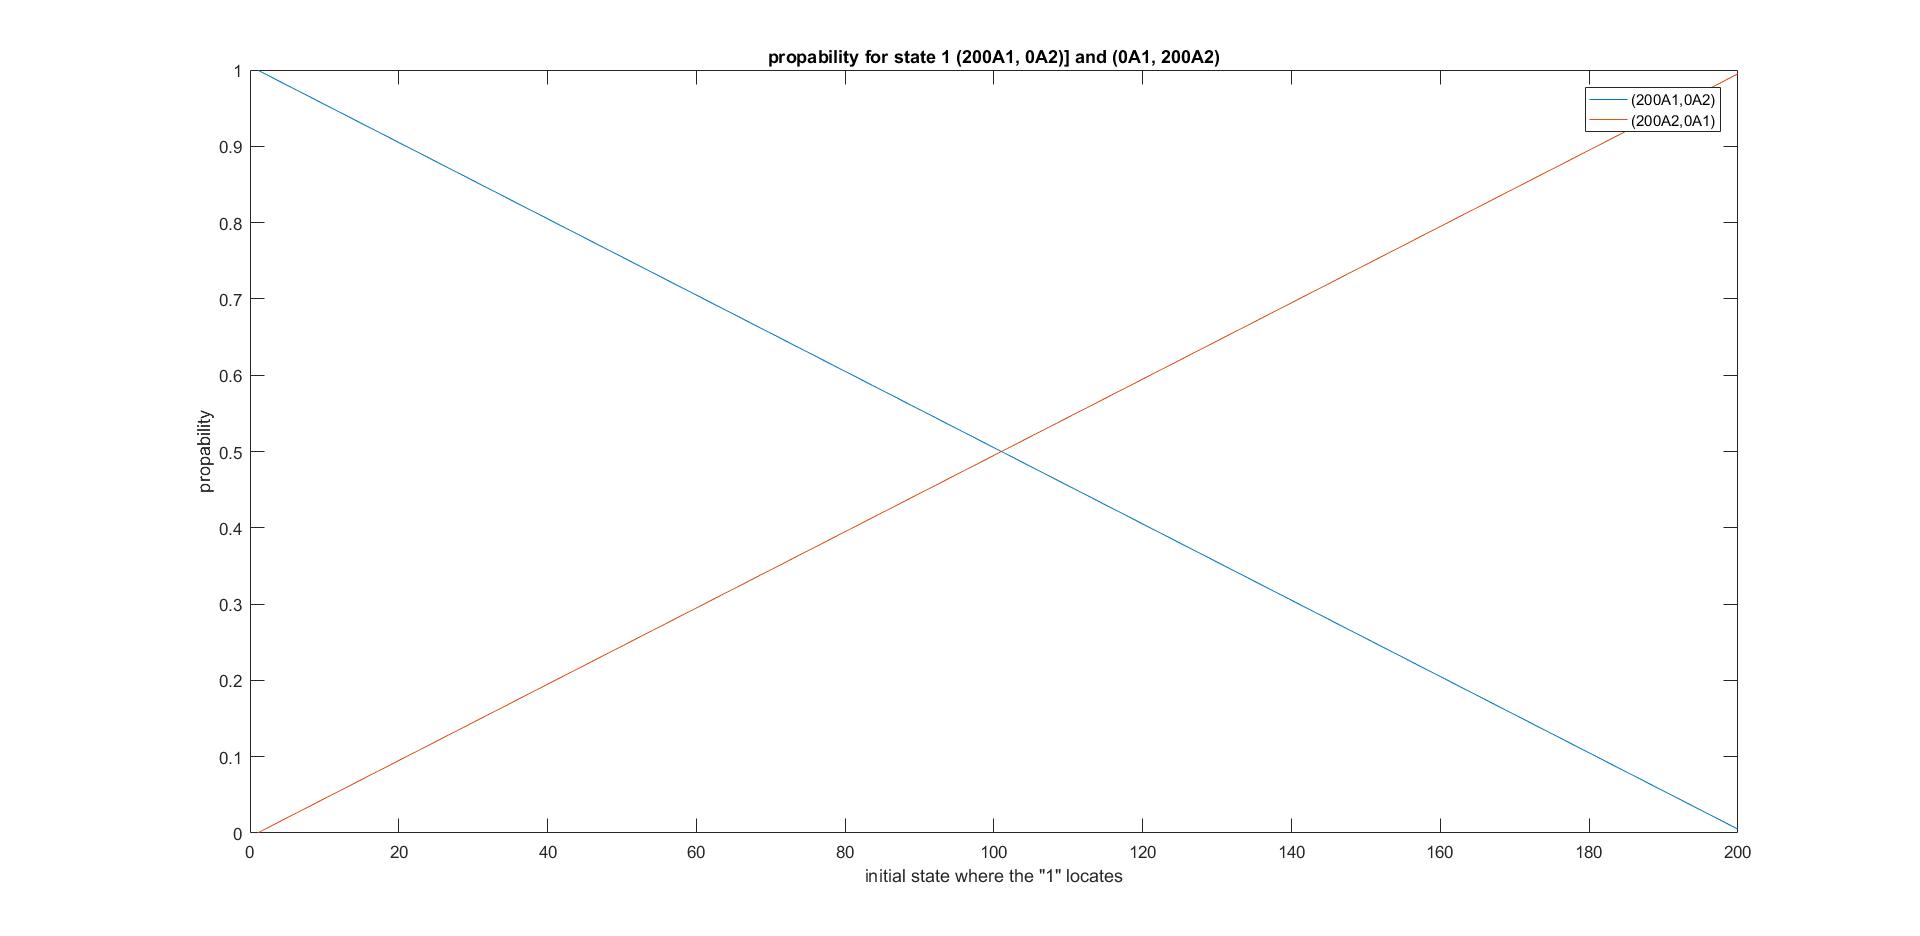 propability for state 1 (200A1, 0A2)] and (0A1, 200A2)
(200A1,0A2)
(200A2,0A1)
1
0.9
0.8
0.7
0.6
0.5
0.4
0.3
0.2
0.1
0
propability
0 20 40 60 80 100 120 140 160 180 200
initial state where the "1" locates